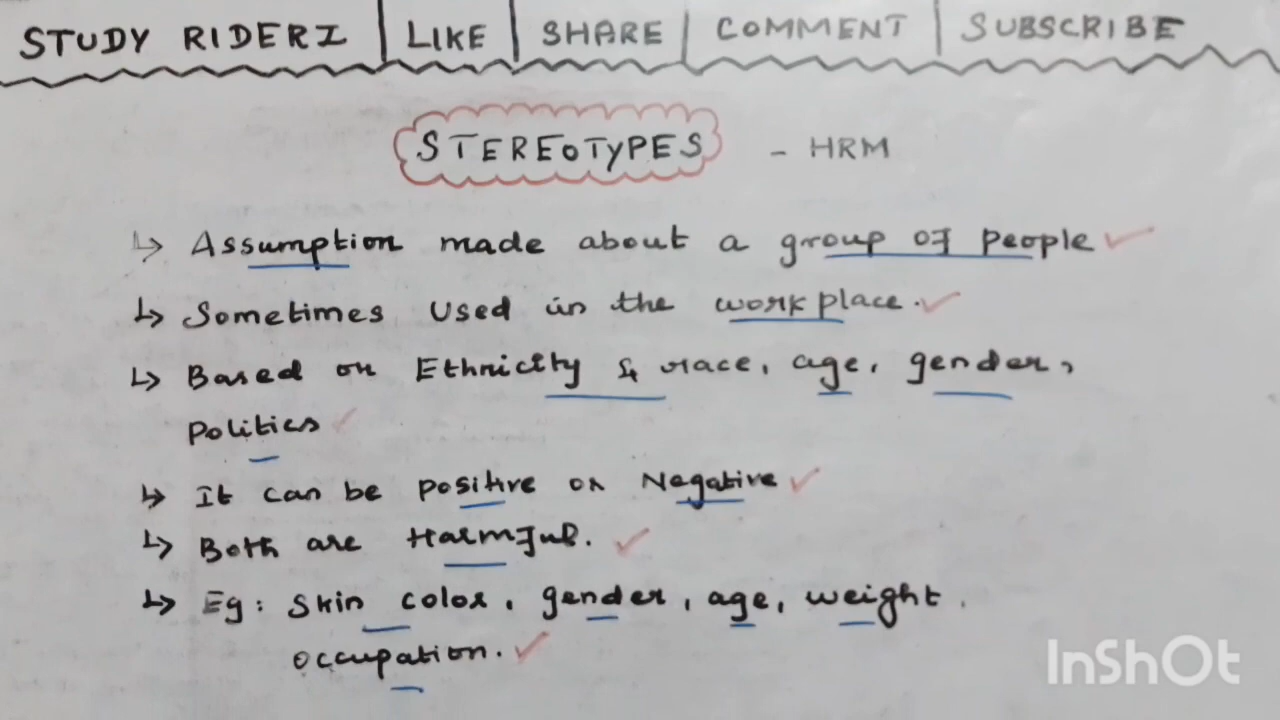 STUDY RIDERZ | LIKE | SHARE | COMMENT | SUBSCRIBE
STEREOTYPES - HRM
↳ Assumption made about a group of people ✓
↳ Sometimes used in the workplace. ✓
↳ Based on Ethnicity & race, age, gender,
Politics ✓
↳ It can be positive or Negative ✓
↳ Both are Harmful. ✓
↳ Eg: Skin color, gender, age, weight.
occupation. ✓
InShOt